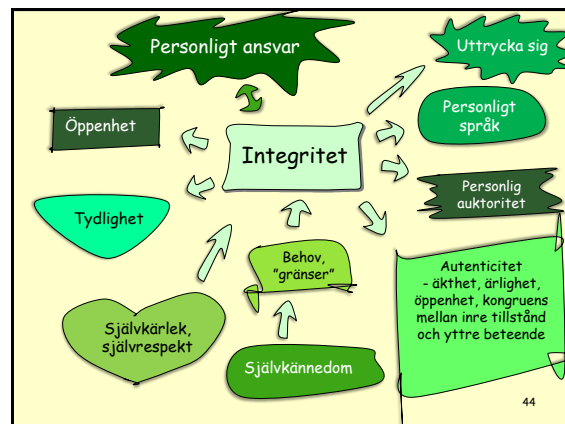 Personligt ansvar
Uttrycka sig
Öppenhet
Personligt
språk
Integritet
Personlig
auktoritet
Tydlighet
Behov,
"gränser"
Autenticitet
- äkthet, ärlighet,
öppenhet, kongruens
mellan inre tillstånd
och yttre beteende
Självkärlek,
självrespekt
Självkännedom
44